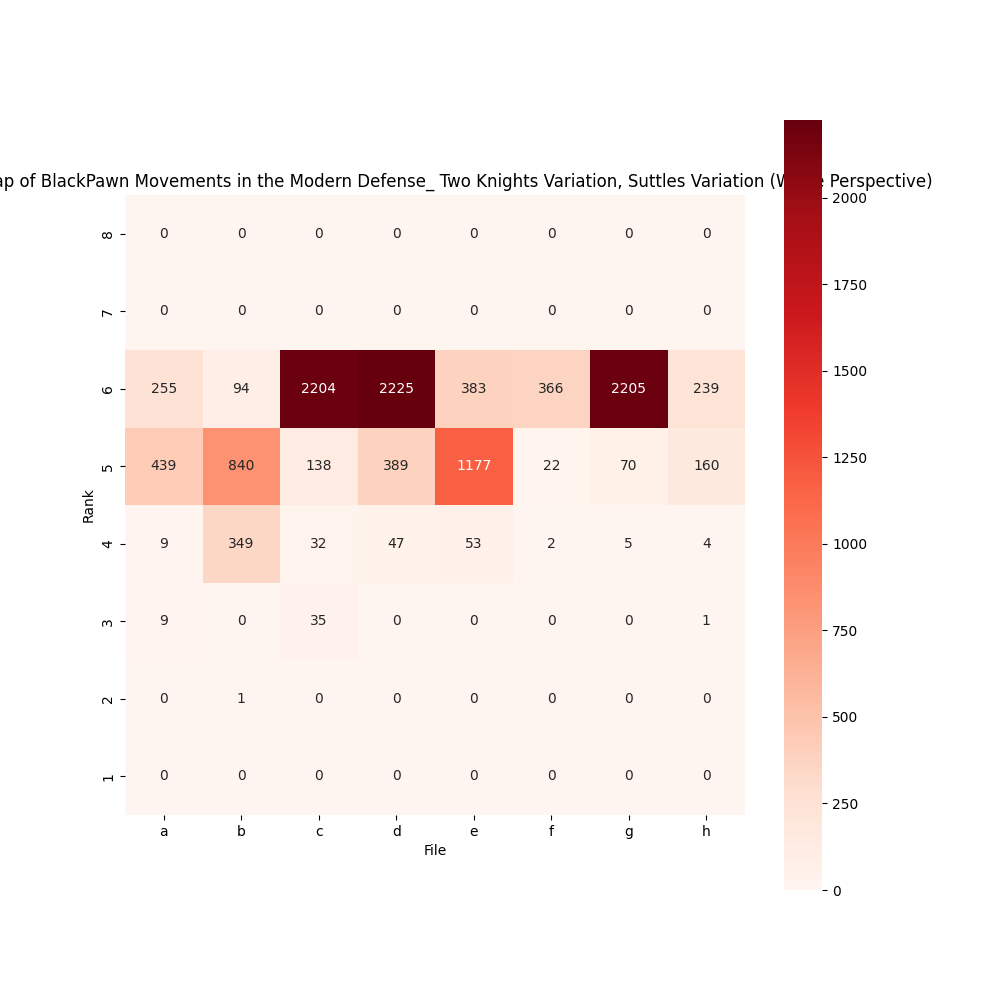 ap of BlackPawn Movements in the Modern Defense_ Two Knights Variation, Suttles Variation (W e Perspective)
8 0 0 0 0 0 0 0 0
7 0 0 0 0 0 0 0 0
6 255 94 2204 2225 383 366 2205 239
5 439 840 138 389 1177 22 70 160
4 9 349 32 47 53 2 5 4
3 9 0 35 0 0 0 0 1
2 0 1 0 0 0 0 0 0
1 0 0 0 0 0 0 0 0
a b c d e f g h
File
Rank
2000
1750
1500
1250
1000
750
500
250
0